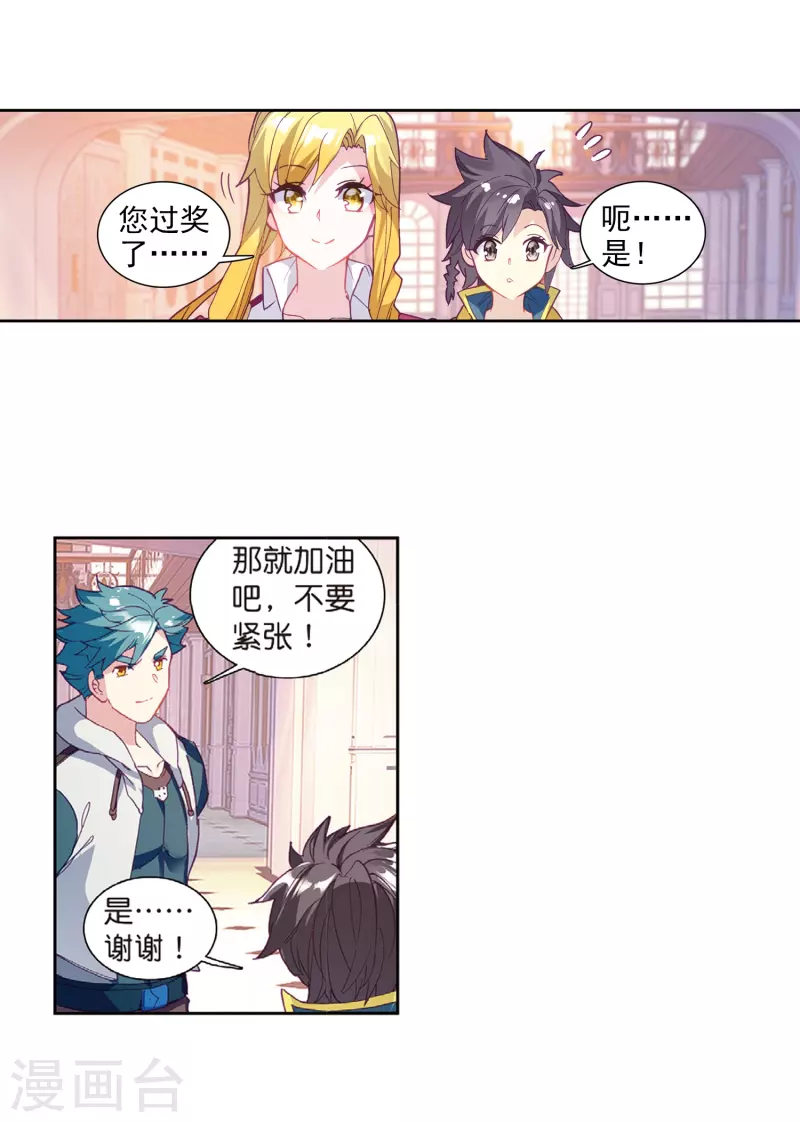 您过奖
了……
呃……
是！
那就加油
吧，不要
紧张！
是……
谢谢！
漫画台